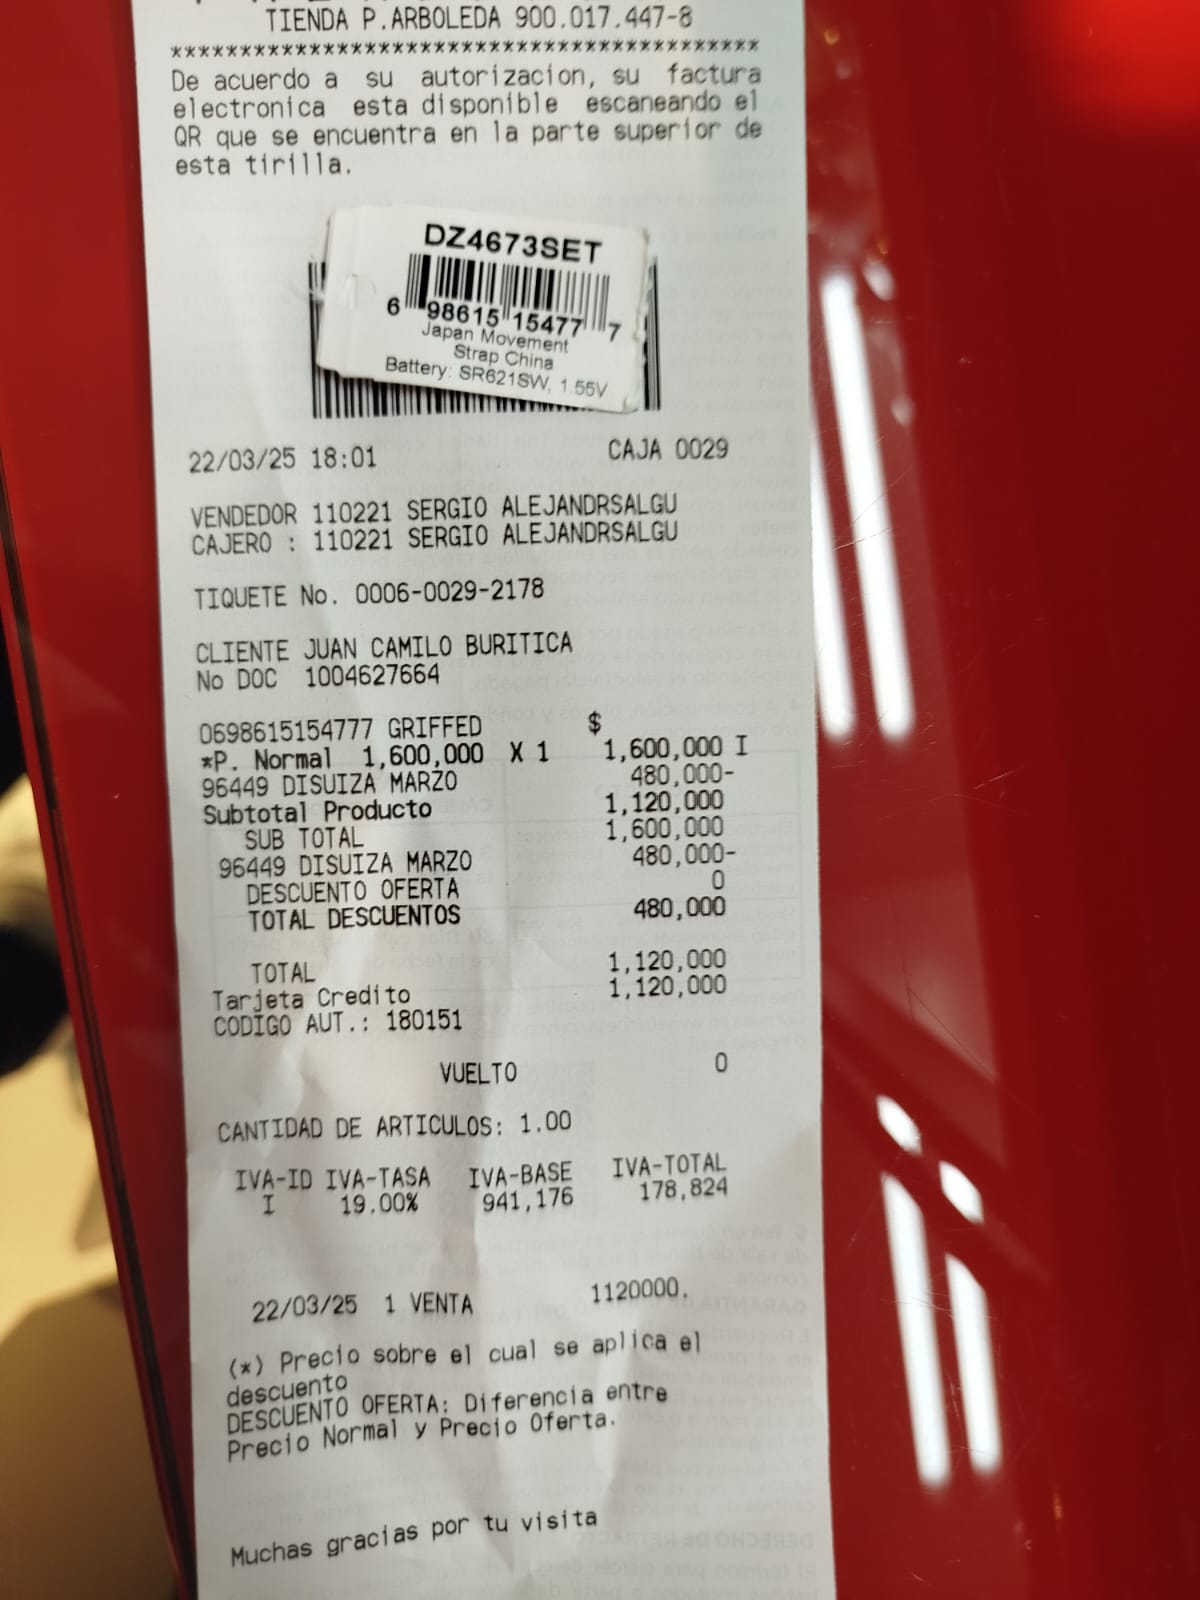 TIENDA P.ARBOLEDA 900.017.447-8
******************************************
De acuerdo a su autorizacion, su factura
electronica esta disponible escaneando el
QR que se encuentra en la parte superior de
esta tirilla.
DZ4673SET
6 98615 15477 7
Japan Movement
Strap China
Battery: SR621SW, 1.55V
22/03/25 18:01 CAJA 0029
VENDEDOR 110221 SERGIO ALEJANDRSALGU
CAJERO : 110221 SERGIO ALEJANDRSALGU
TIQUETE No. 0006-0029-2178
CLIENTE JUAN CAMILO BURITICA
No DOC 1004627664
0698615154777 GRIFFED $
*P. Normal 1,600,000 X 1 1,600,000 I
96449 DISUIZA MARZO 480,000-
Subtotal Producto 1,120,000
SUB TOTAL 1,600,000
96449 DISUIZA MARZO 480,000-
DESCUENTO OFERTA 0
TOTAL DESCUENTOS 480,000
TOTAL 1,120,000
Tarjeta Credito 1,120,000
CODIGO AUT.: 180151
VUELTO 0
CANTIDAD DE ARTICULOS: 1.00
IVA-ID IVA-TASA IVA-BASE IVA-TOTAL
I 19.00% 941,176 178,824
22/03/25 1 VENTA 1120000.
(*) Precio sobre el cual se aplica el
descuento
DESCUENTO OFERTA: Diferencia entre
Precio Normal y Precio Oferta.
Muchas gracias por tu visita